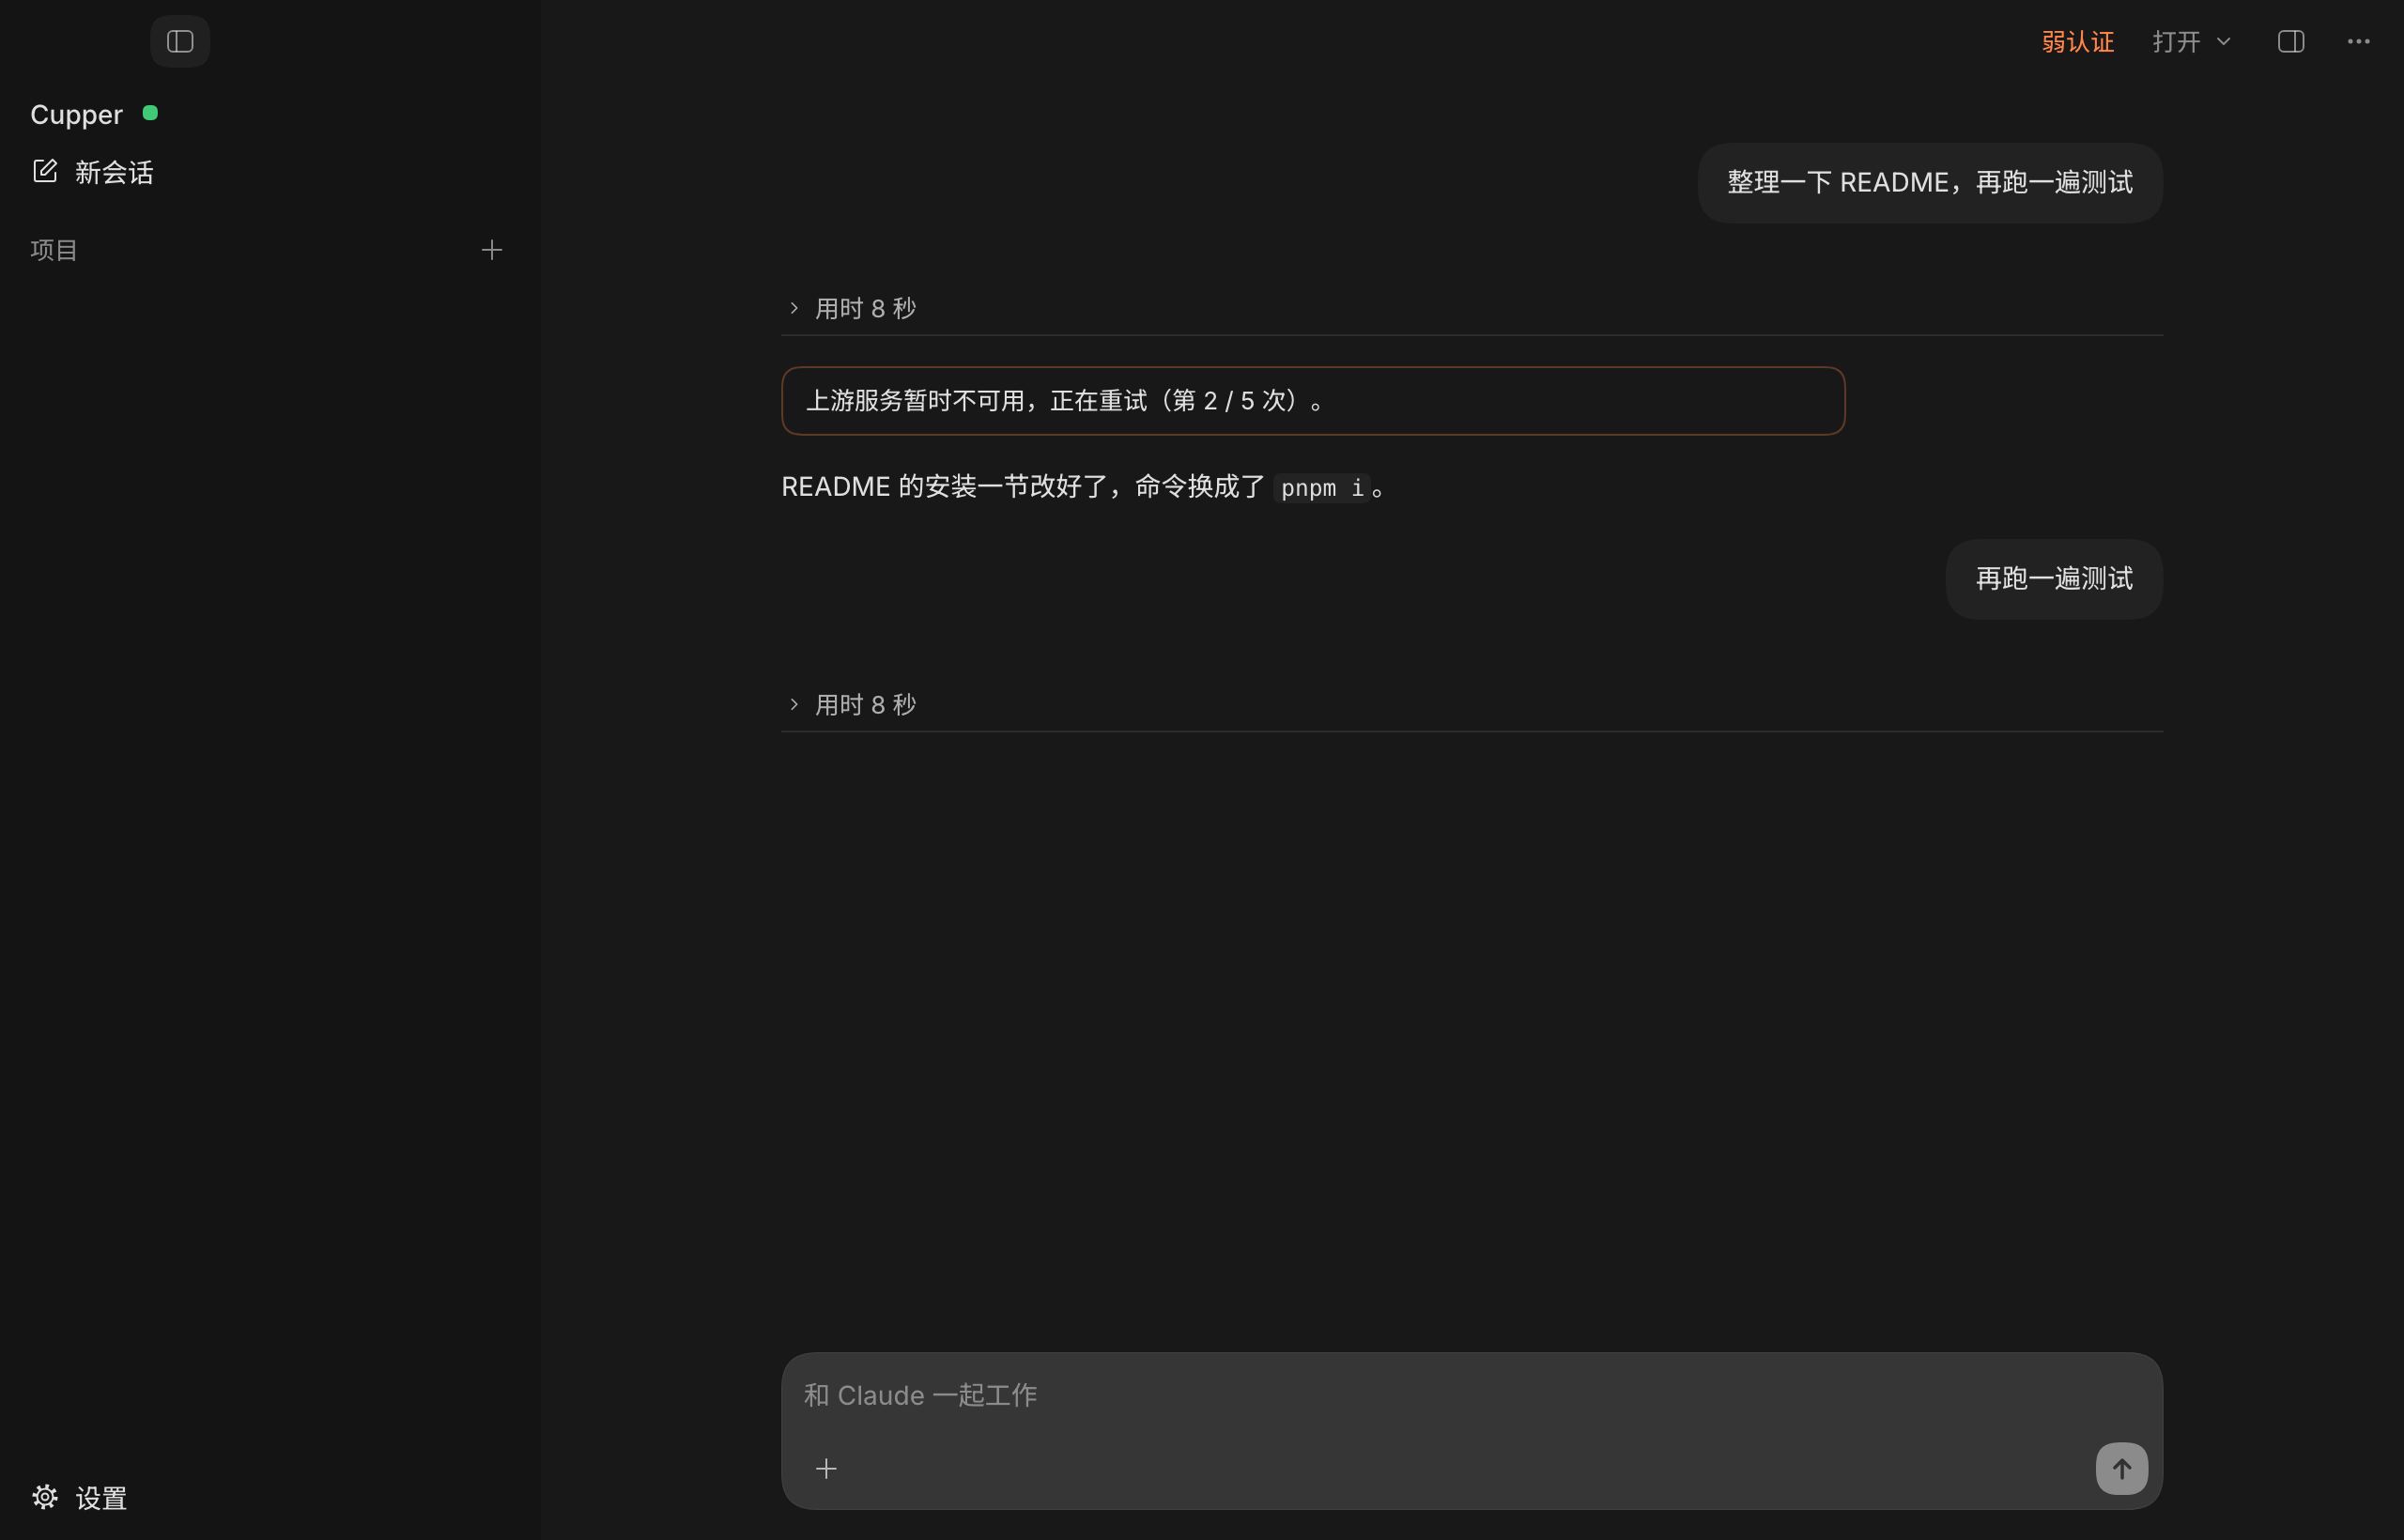 弱认证 打开
Cupper
新会话
项目
整理一下 README，再跑一遍测试
用时 8 秒
上游服务暂时不可用，正在重试（第 2 / 5 次）。
README 的安装一节改好了，命令换成了 pnpm i。
再跑一遍测试
用时 8 秒
和 Claude 一起工作
设置